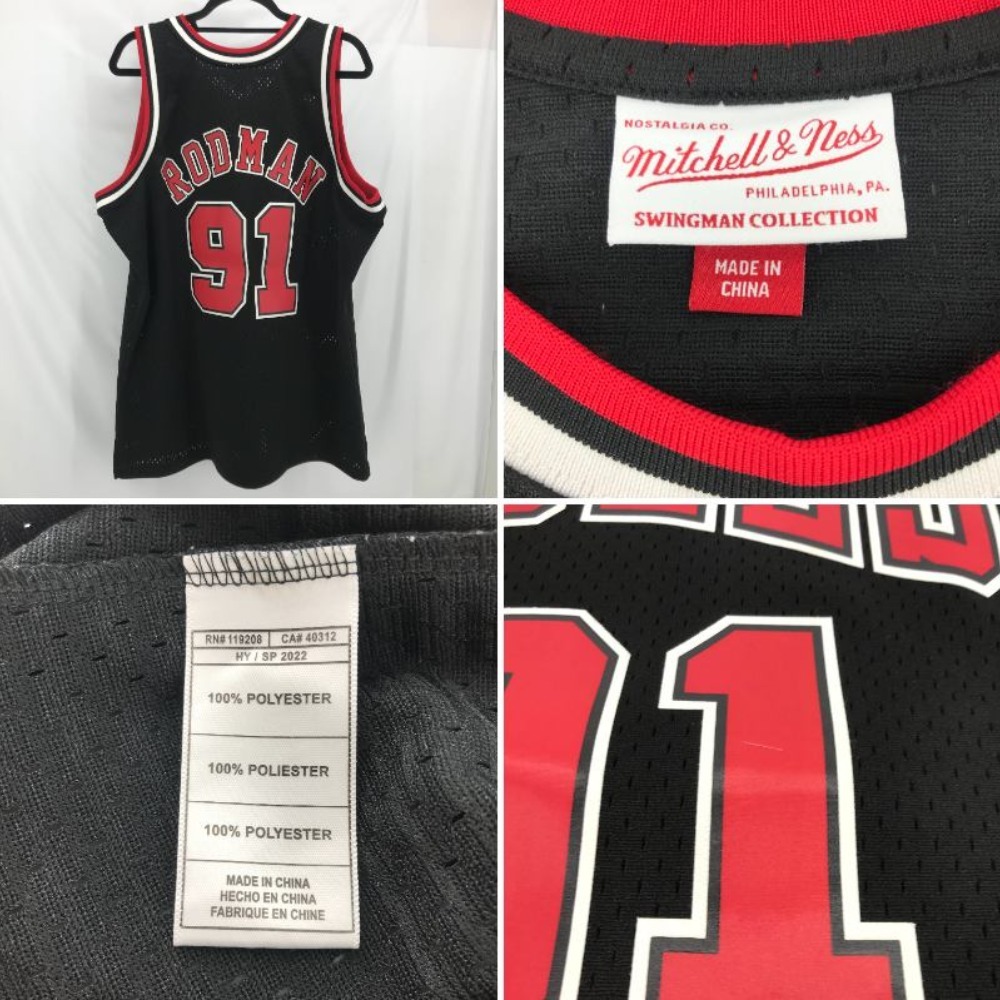 RODMAN
91
NOSTALGIA CO.
Mitchell & Ness
PHILADELPHIA, PA.
SWINGMAN COLLECTION
MADE IN
CHINA
RN# 119208 CA# 40312
HY / SP 2022
100% POLYESTER
100% POLIESTER
100% POLYESTER
MADE IN CHINA
HECHO EN CHINA
FABRIQUE EN CHINE
91